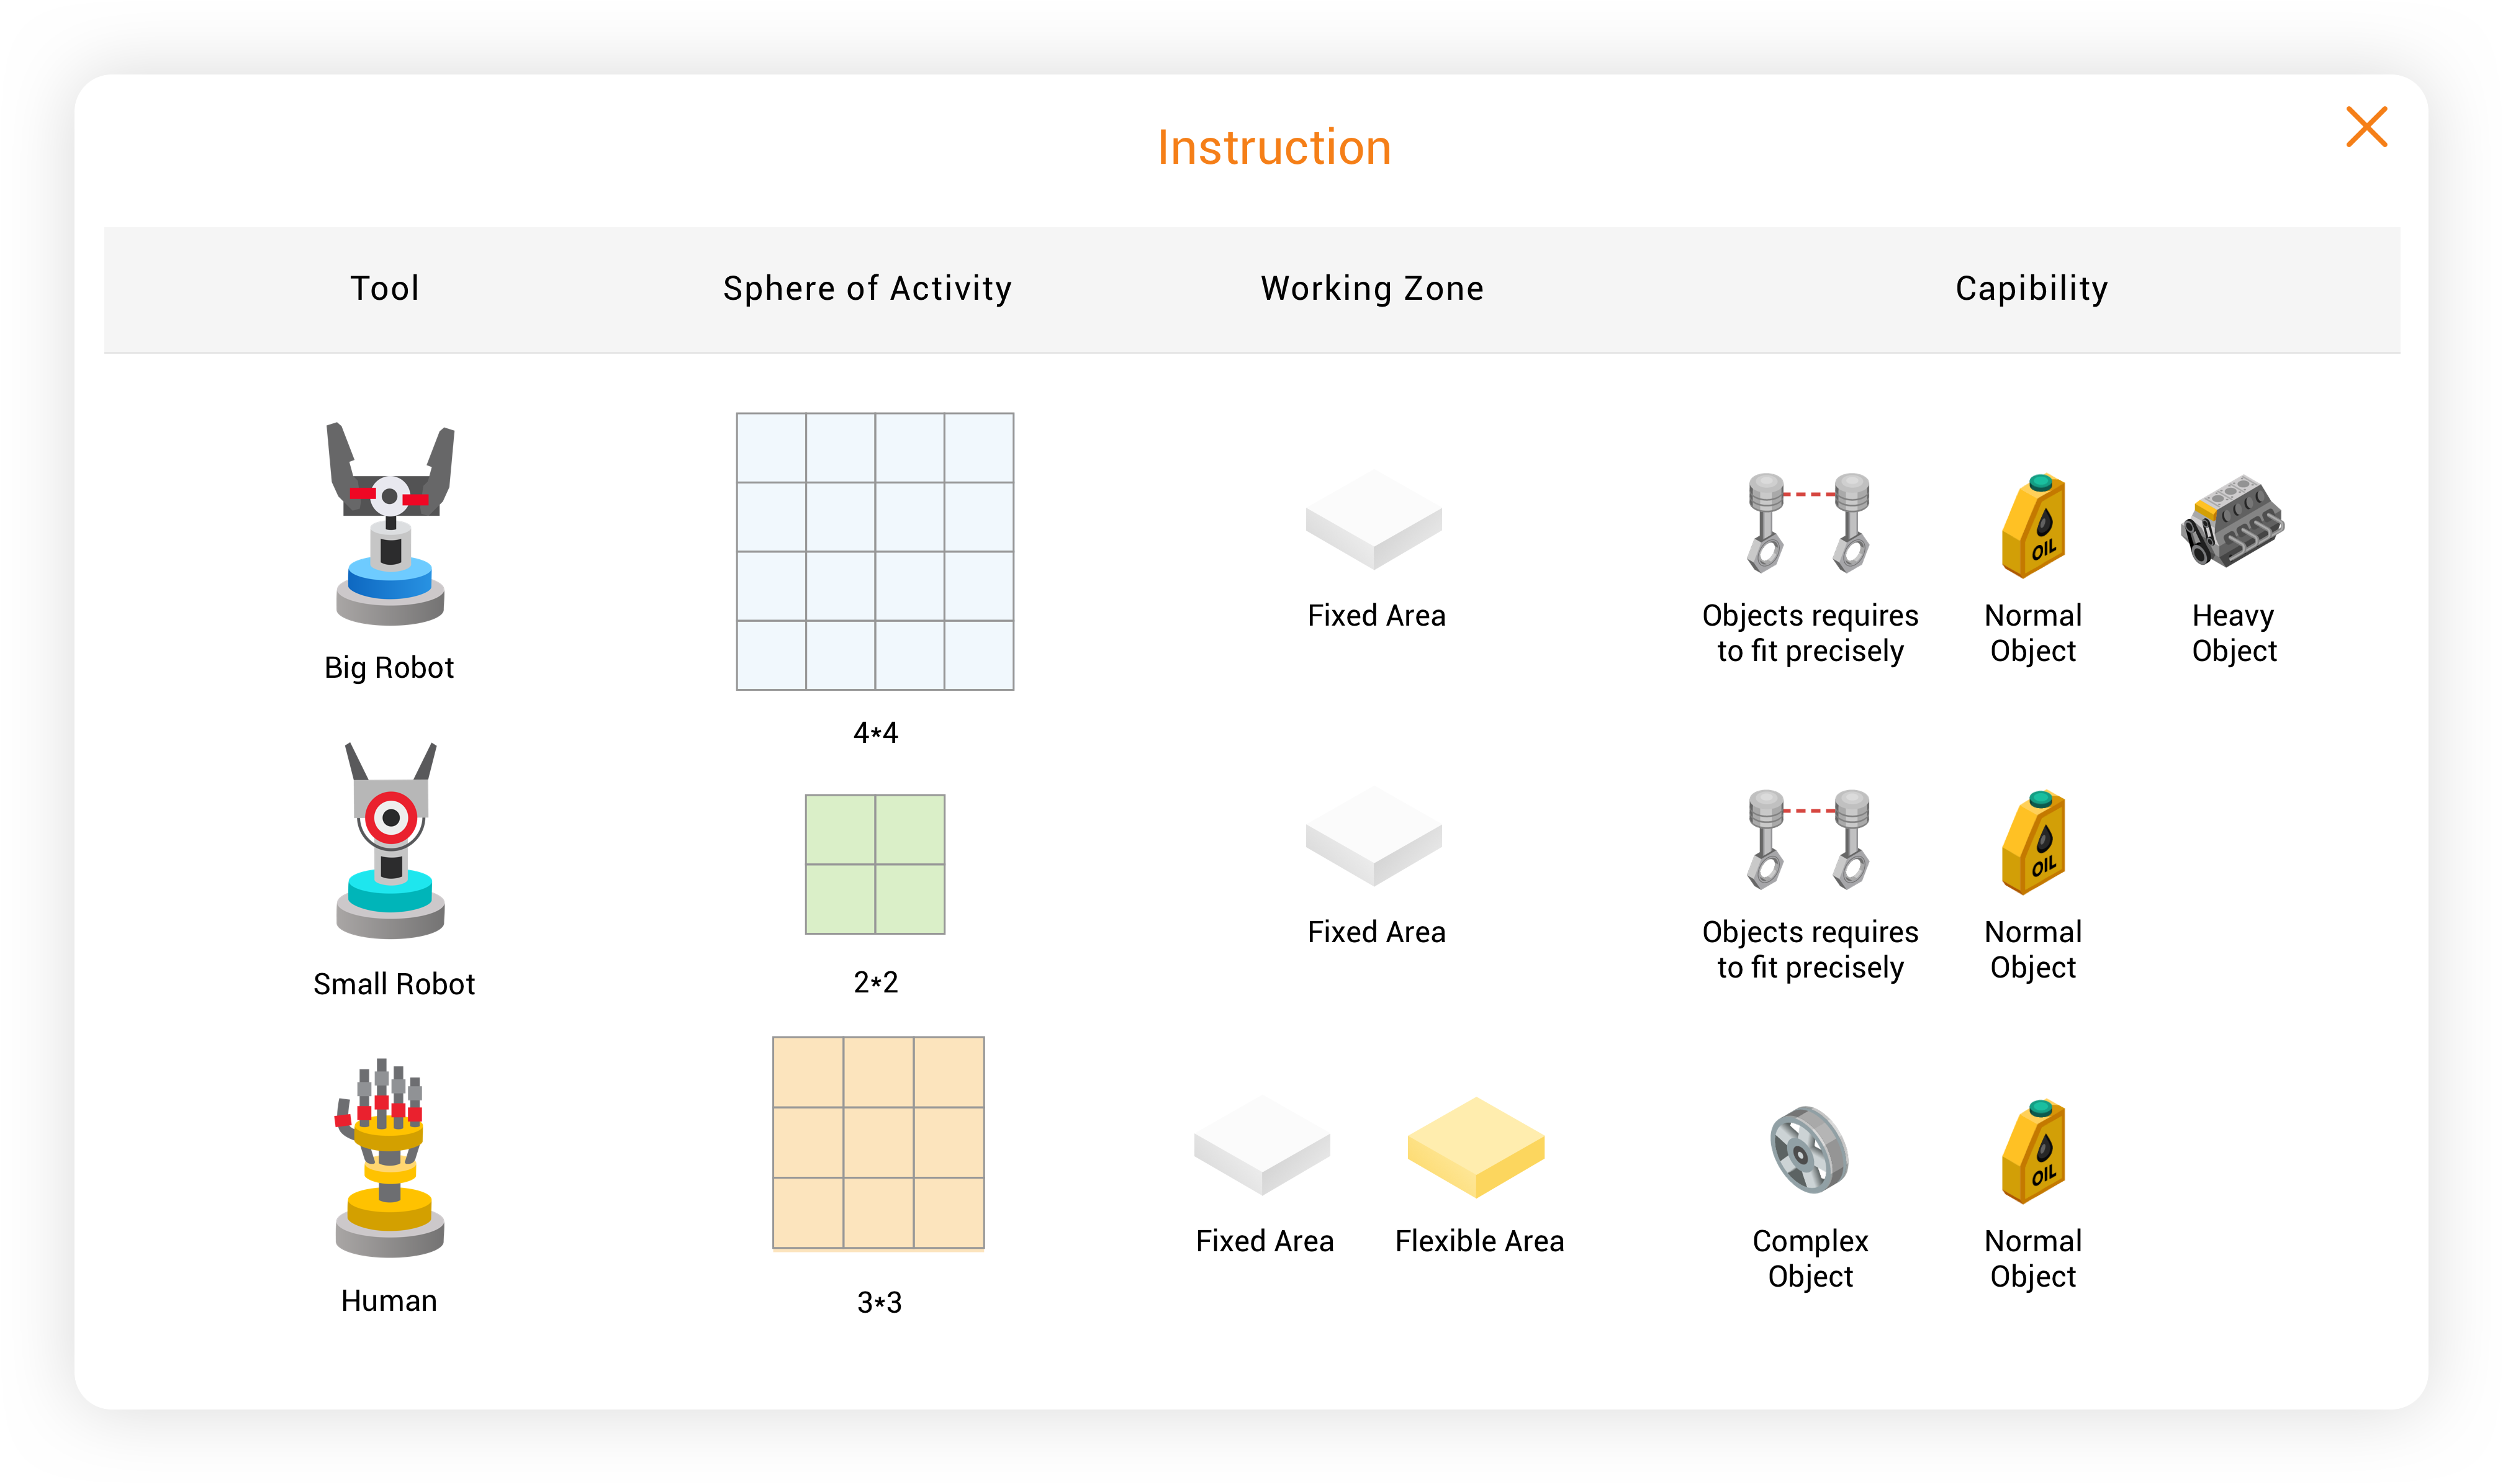 Instruction
Tool
Sphere of Activity
Working Zone
Capibility
Big Robot
4*4
Fixed Area
Objects requires
to fit precisely
OIL
Normal
Object
Heavy
Object
Small Robot
2*2
Fixed Area
Objects requires
to fit precisely
OIL
Normal
Object
Human
3*3
Fixed Area
Flexible Area
Complex
Object
OIL
Normal
Object